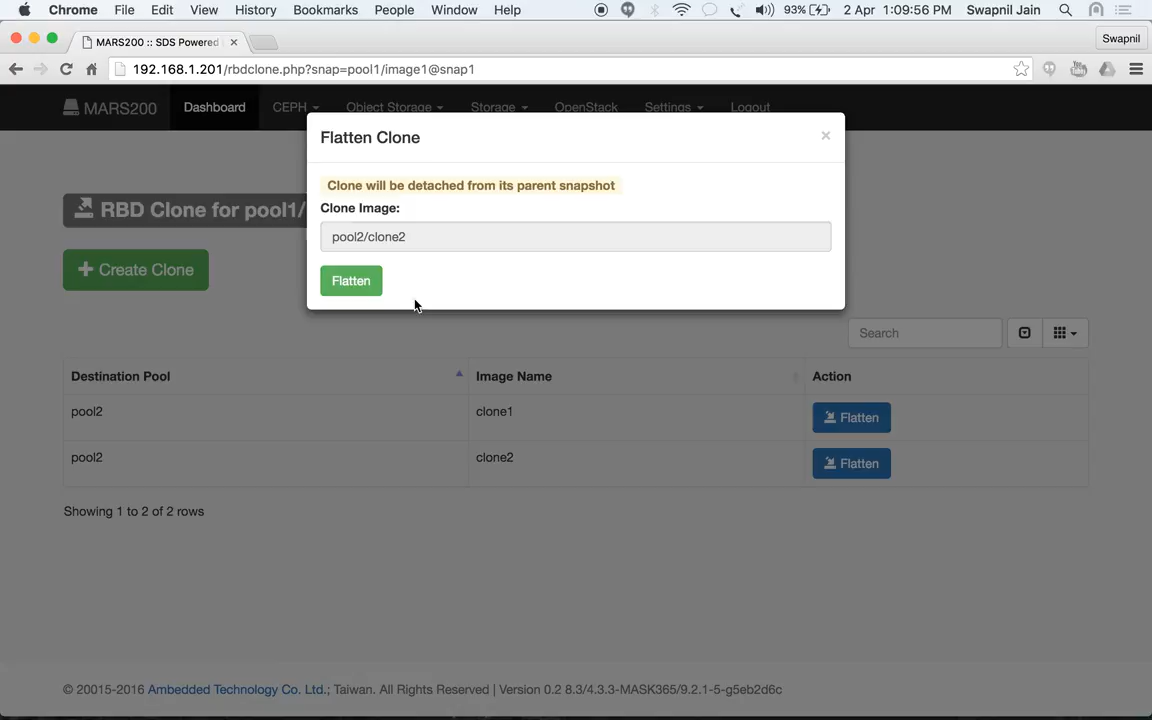 Chrome File Edit View History Bookmarks People Window Help 93% 2 Apr 1:09:56 PM Swapnil Jain
MARS200 :: SDS Powered Swapnil
192.168.1.201/rbdclone.php?snap=pool1/image1@snap1
MARS200 Dashboard CEPH Object Storage Storage OpenStack Settings Logout
Flatten Clone ×
Clone will be detached from its parent snapshot
Clone Image:
pool2/clone2
Flatten
RBD Clone for pool1/
Create Clone
Search
Destination Pool Image Name Action
pool2 clone1 Flatten
pool2 clone2 Flatten
Showing 1 to 2 of 2 rows
© 20015-2016 Ambedded Technology Co. Ltd.; Taiwan. All Rights Reserved | Version 0.2 8.3/4.3.3-MASK365/9.2.1-5-g5eb2d6c